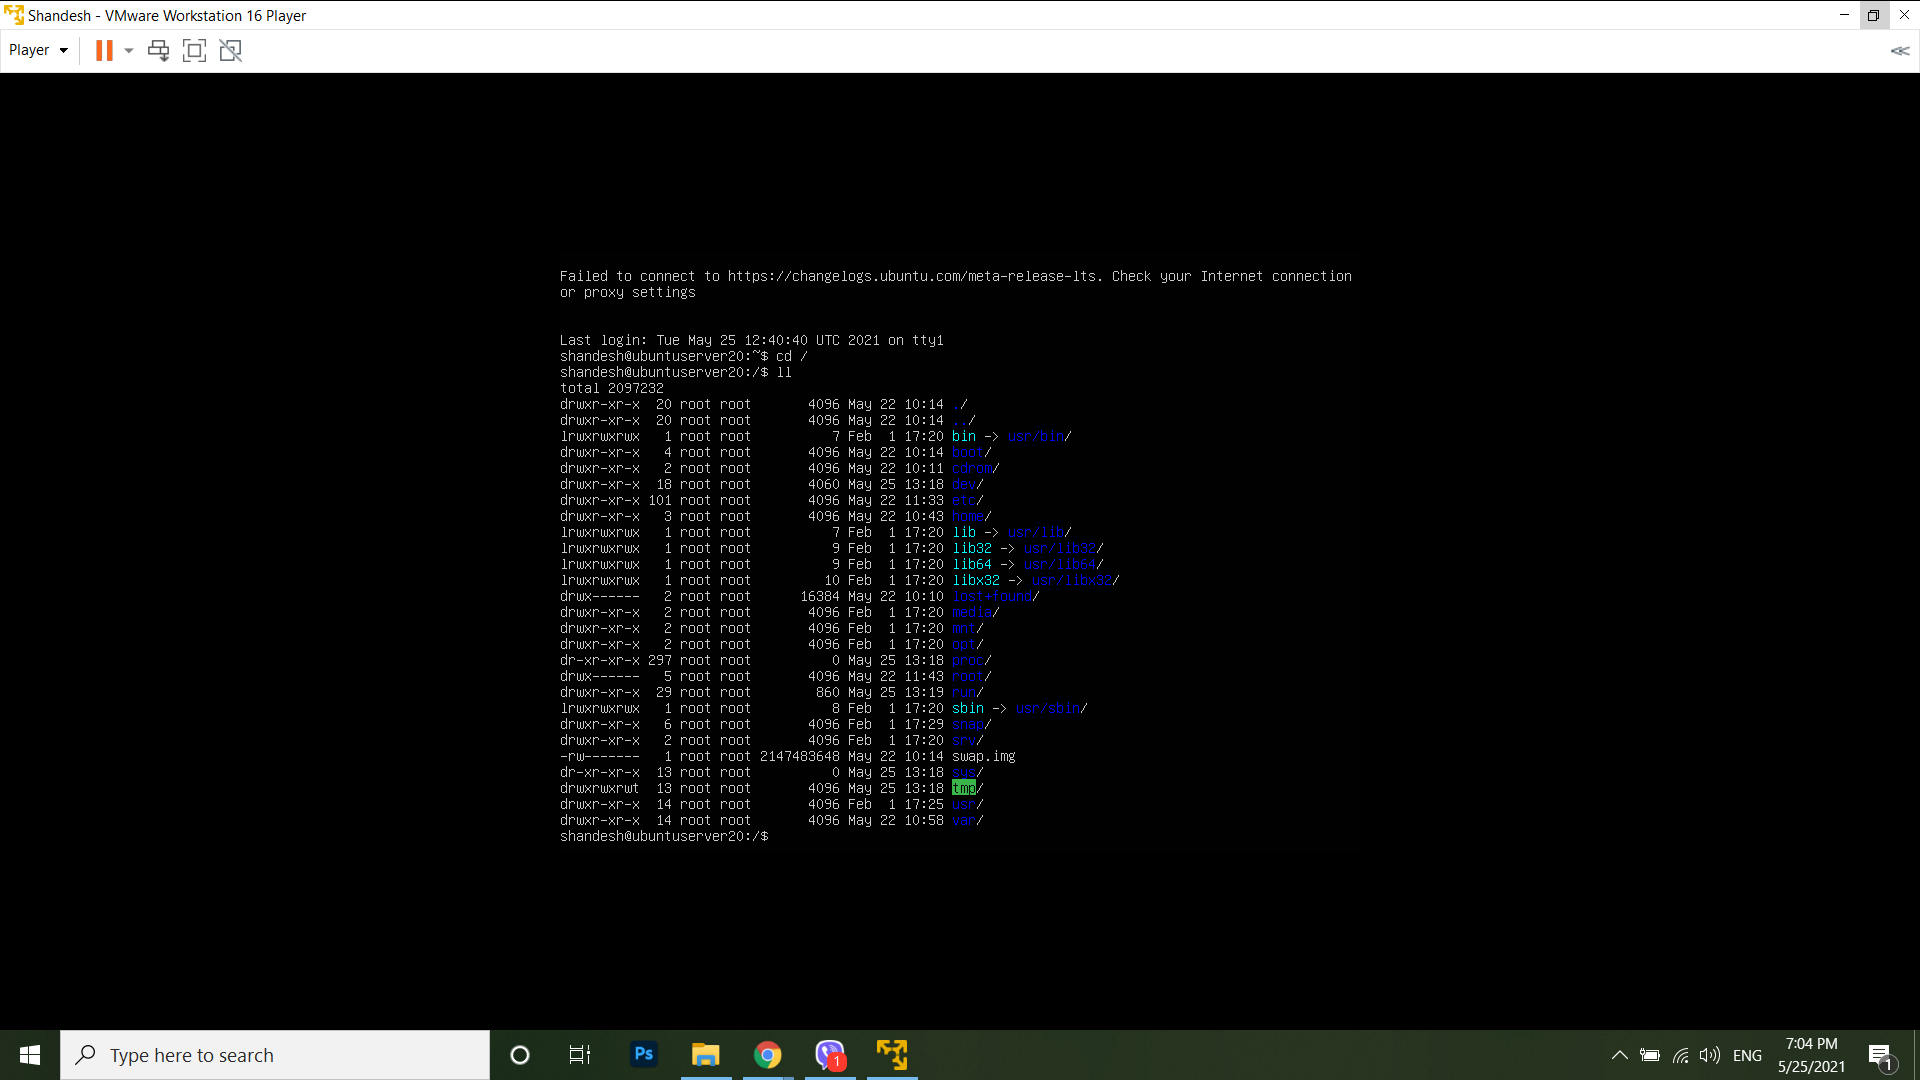 Shandesh - VMware Workstation 16 Player
Player
Failed to connect to https://changelogs.ubuntu.com/meta-release-lts. Check your Internet connection
or proxy settings
Last login: Tue May 25 12:40:40 UTC 2021 on tty1
shandesh@ubuntuserver20:~$ cd /
shandesh@ubuntuserver20:/$ ll
total 2097232
drwxr-xr-x  20 root root       4096 May 22 10:14 ./
drwxr-xr-x  20 root root       4096 May 22 10:14 ../
lrwxrwxrwx   1 root root          7 Feb  1 17:20 bin -> usr/bin/
drwxr-xr-x   4 root root       4096 May 22 10:14 boot/
drwxr-xr-x   2 root root       4096 May 22 10:11 cdrom/
drwxr-xr-x  18 root root       4060 May 25 13:18 dev/
drwxr-xr-x 101 root root       4096 May 22 11:33 etc/
drwxr-xr-x   3 root root       4096 May 22 10:43 home/
lrwxrwxrwx   1 root root          7 Feb  1 17:20 lib -> usr/lib/
lrwxrwxrwx   1 root root          9 Feb  1 17:20 lib32 -> usr/lib32/
lrwxrwxrwx   1 root root          9 Feb  1 17:20 lib64 -> usr/lib64/
lrwxrwxrwx   1 root root         10 Feb  1 17:20 libx32 -> usr/libx32/
drwx------   2 root root      16384 May 22 10:10 lost+found/
drwxr-xr-x   2 root root       4096 Feb  1 17:20 media/
drwxr-xr-x   2 root root       4096 Feb  1 17:20 mnt/
drwxr-xr-x   2 root root       4096 Feb  1 17:20 opt/
dr-xr-xr-x 297 root root          0 May 25 13:18 proc/
drwx------   5 root root       4096 May 22 11:43 root/
drwxr-xr-x  29 root root        860 May 25 13:19 run/
lrwxrwxrwx   1 root root          8 Feb  1 17:20 sbin -> usr/sbin/
drwxr-xr-x   6 root root       4096 Feb  1 17:29 snap/
drwxr-xr-x   2 root root       4096 Feb  1 17:20 srv/
-rw-------   1 root root 2147483648 May 22 10:14 swap.img
dr-xr-xr-x  13 root root          0 May 25 13:18 sys/
drwxrwxrwt  13 root root       4096 May 25 13:18 tmp/
drwxr-xr-x  14 root root       4096 Feb  1 17:25 usr/
drwxr-xr-x  14 root root       4096 May 22 10:58 var/
shandesh@ubuntuserver20:/$
Type here to search
Ps
1
ENG
7:04 PM
5/25/2021
1